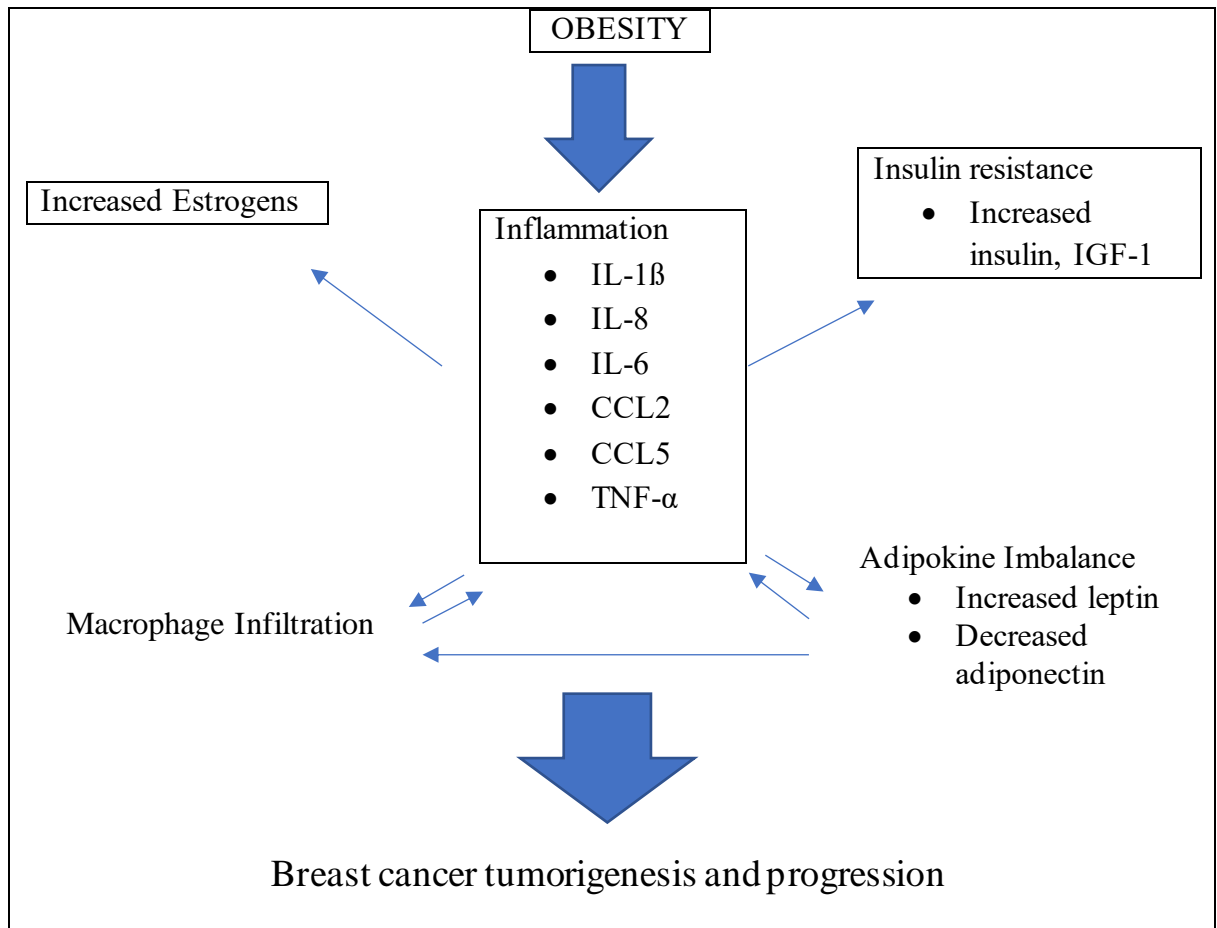 OBESITY
Increased Estrogens
Insulin resistance
• Increased
insulin, IGF-1
Inflammation
• IL-1ß
• IL-8
• IL-6
• CCL2
• CCL5
• TNF-α
Macrophage Infiltration
Adipokine Imbalance
• Increased leptin
• Decreased
adiponectin
Breast cancer tumorigenesis and progression